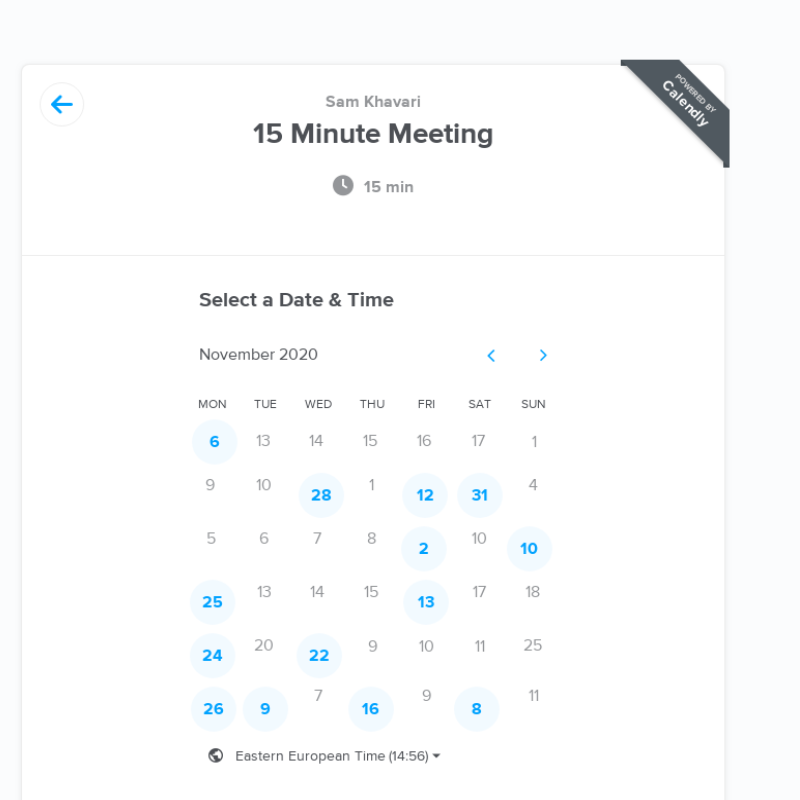 POWERED BY
Calendly
Sam Khavari
15 Minute Meeting
15 min
Select a Date & Time
November 2020
MON TUE WED THU FRI SAT SUN
6 13 14 15 16 17 1
9 10 28 1 12 31 4
5 6 7 8 2 10 10
25 13 14 15 13 17 18
24 20 22 9 10 11 25
26 9 7 16 9 8 11
Eastern European Time (14:56)